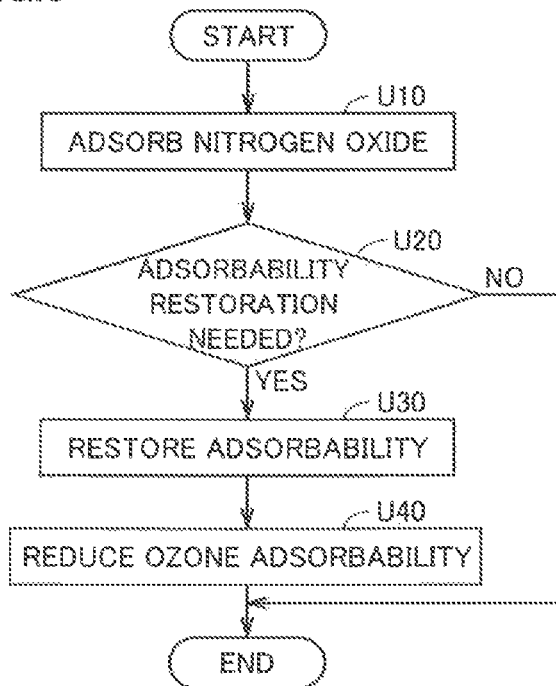 START
U10
ADSORB NITROGEN OXIDE
U20
ADSORBABILITY
RESTORATION
NEEDED?
NO
YES
U30
RESTORE ADSORBABILITY
U40
REDUCE OZONE ADSORBABILITY
END